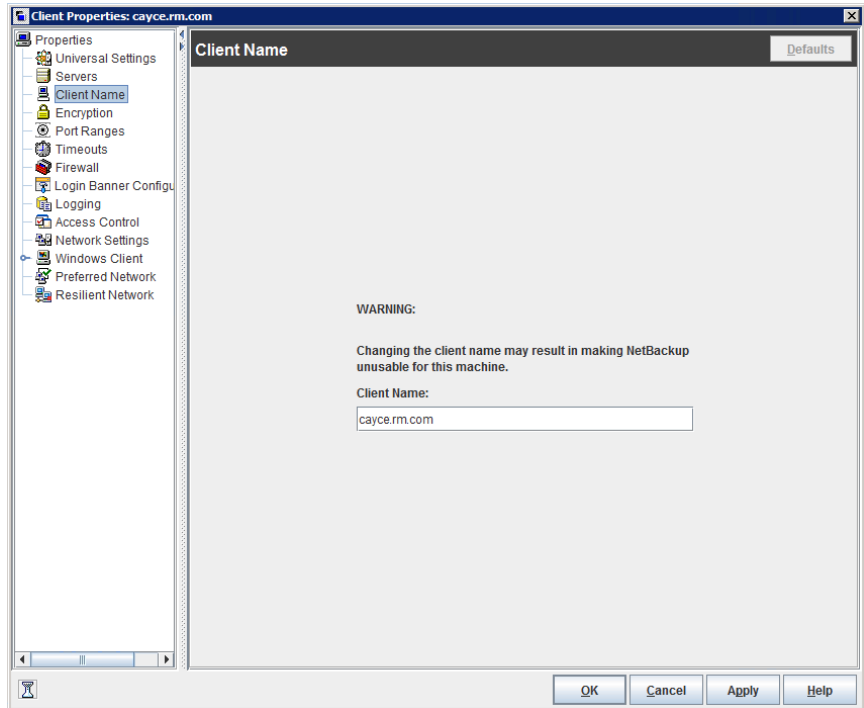 Client Properties: cayce.rm.com
Properties
Universal Settings
Servers
Client Name
Encryption
Port Ranges
Timeouts
Firewall
Login Banner Configu
Logging
Access Control
Network Settings
Windows Client
Preferred Network
Resilient Network
Client Name
Defaults
WARNING:
Changing the client name may result in making NetBackup
unusable for this machine.
Client Name:
cayce.rm.com
OK
Cancel
Apply
Help